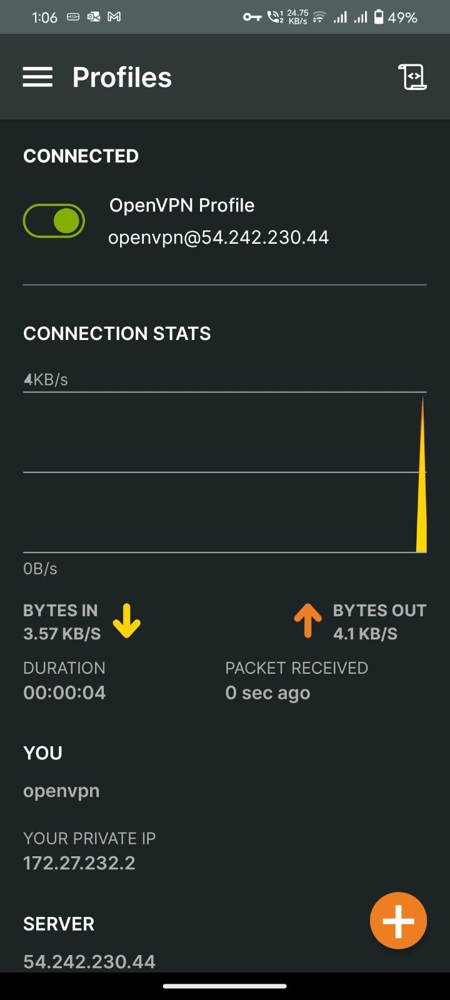 1:06 24.75 KB/s 49%
Profiles
CONNECTED
OpenVPN Profile
openvpn@54.242.230.44
CONNECTION STATS
4KB/s
0B/s
BYTES IN
3.57 KB/S
BYTES OUT
4.1 KB/S
DURATION
00:00:04
PACKET RECEIVED
0 sec ago
YOU
openvpn
YOUR PRIVATE IP
172.27.232.2
SERVER
54.242.230.44